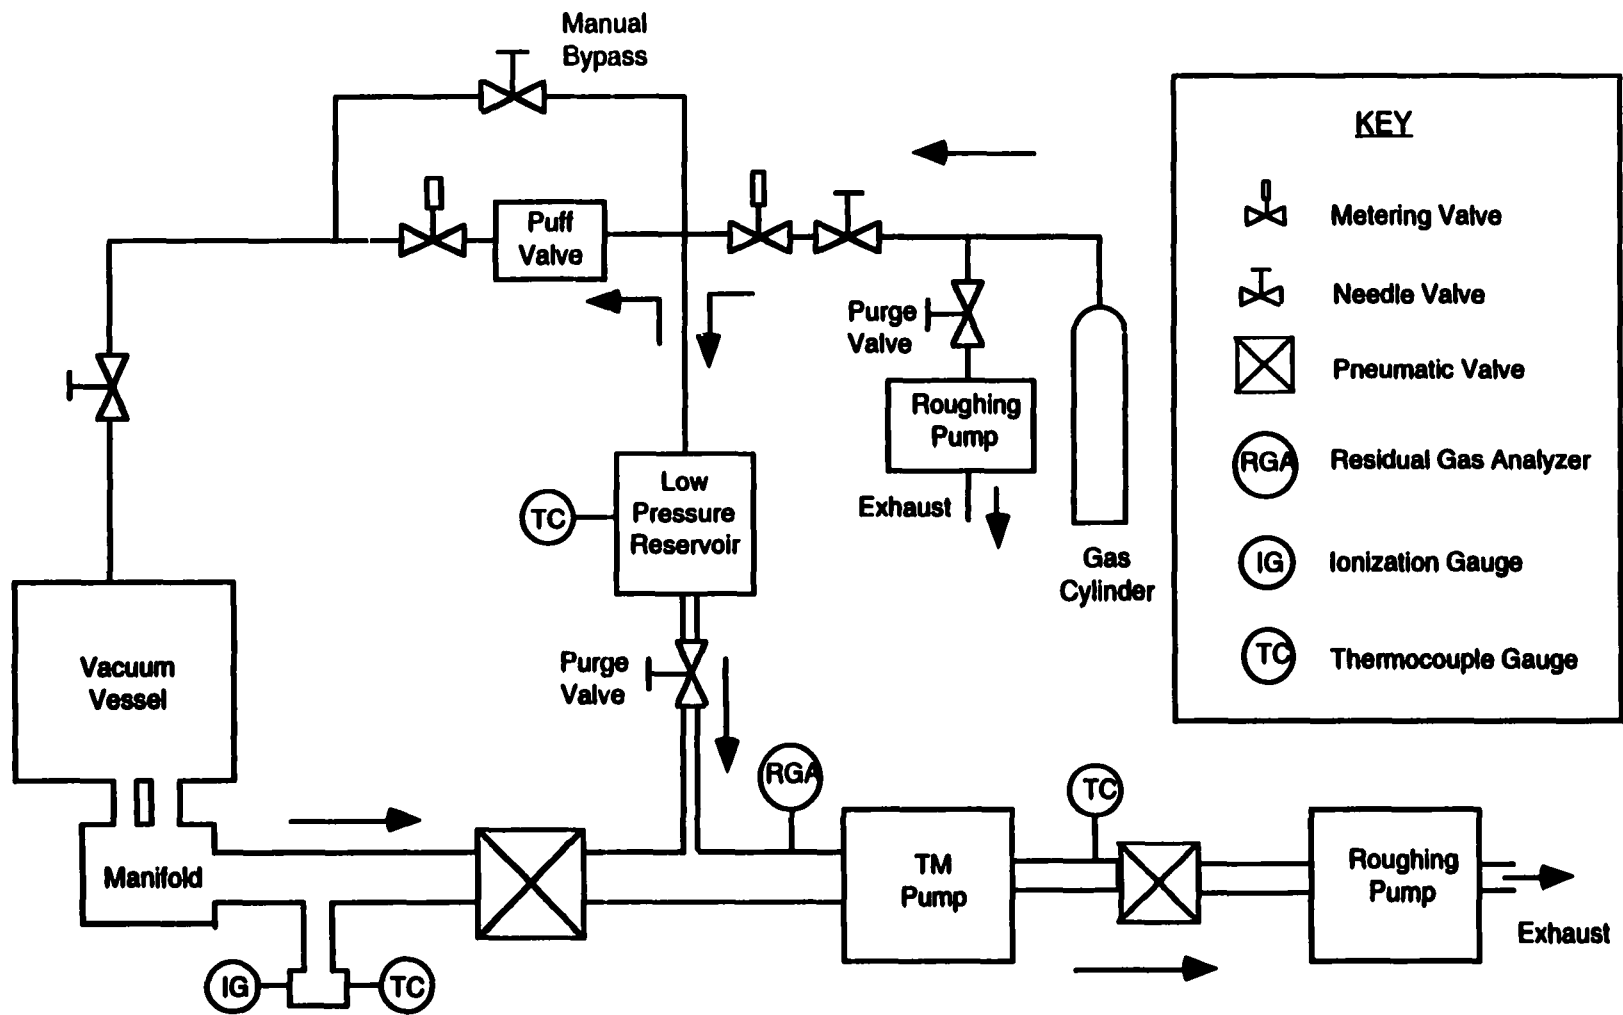 Manual
Bypass
KEY
Metering Valve
Needle Valve
Pneumatic Valve
RGA
Residual Gas Analyzer
IG
Ionization Gauge
TC
Thermocouple Gauge
Puff
Valve
Purge
Valve
Roughing
Pump
Exhaust
Gas
Cylinder
TC
Low
Pressure
Reservoir
Purge
Valve
Vacuum
Vessel
Manifold
IG
TC
RGA
TM
Pump
TC
Roughing
Pump
Exhaust